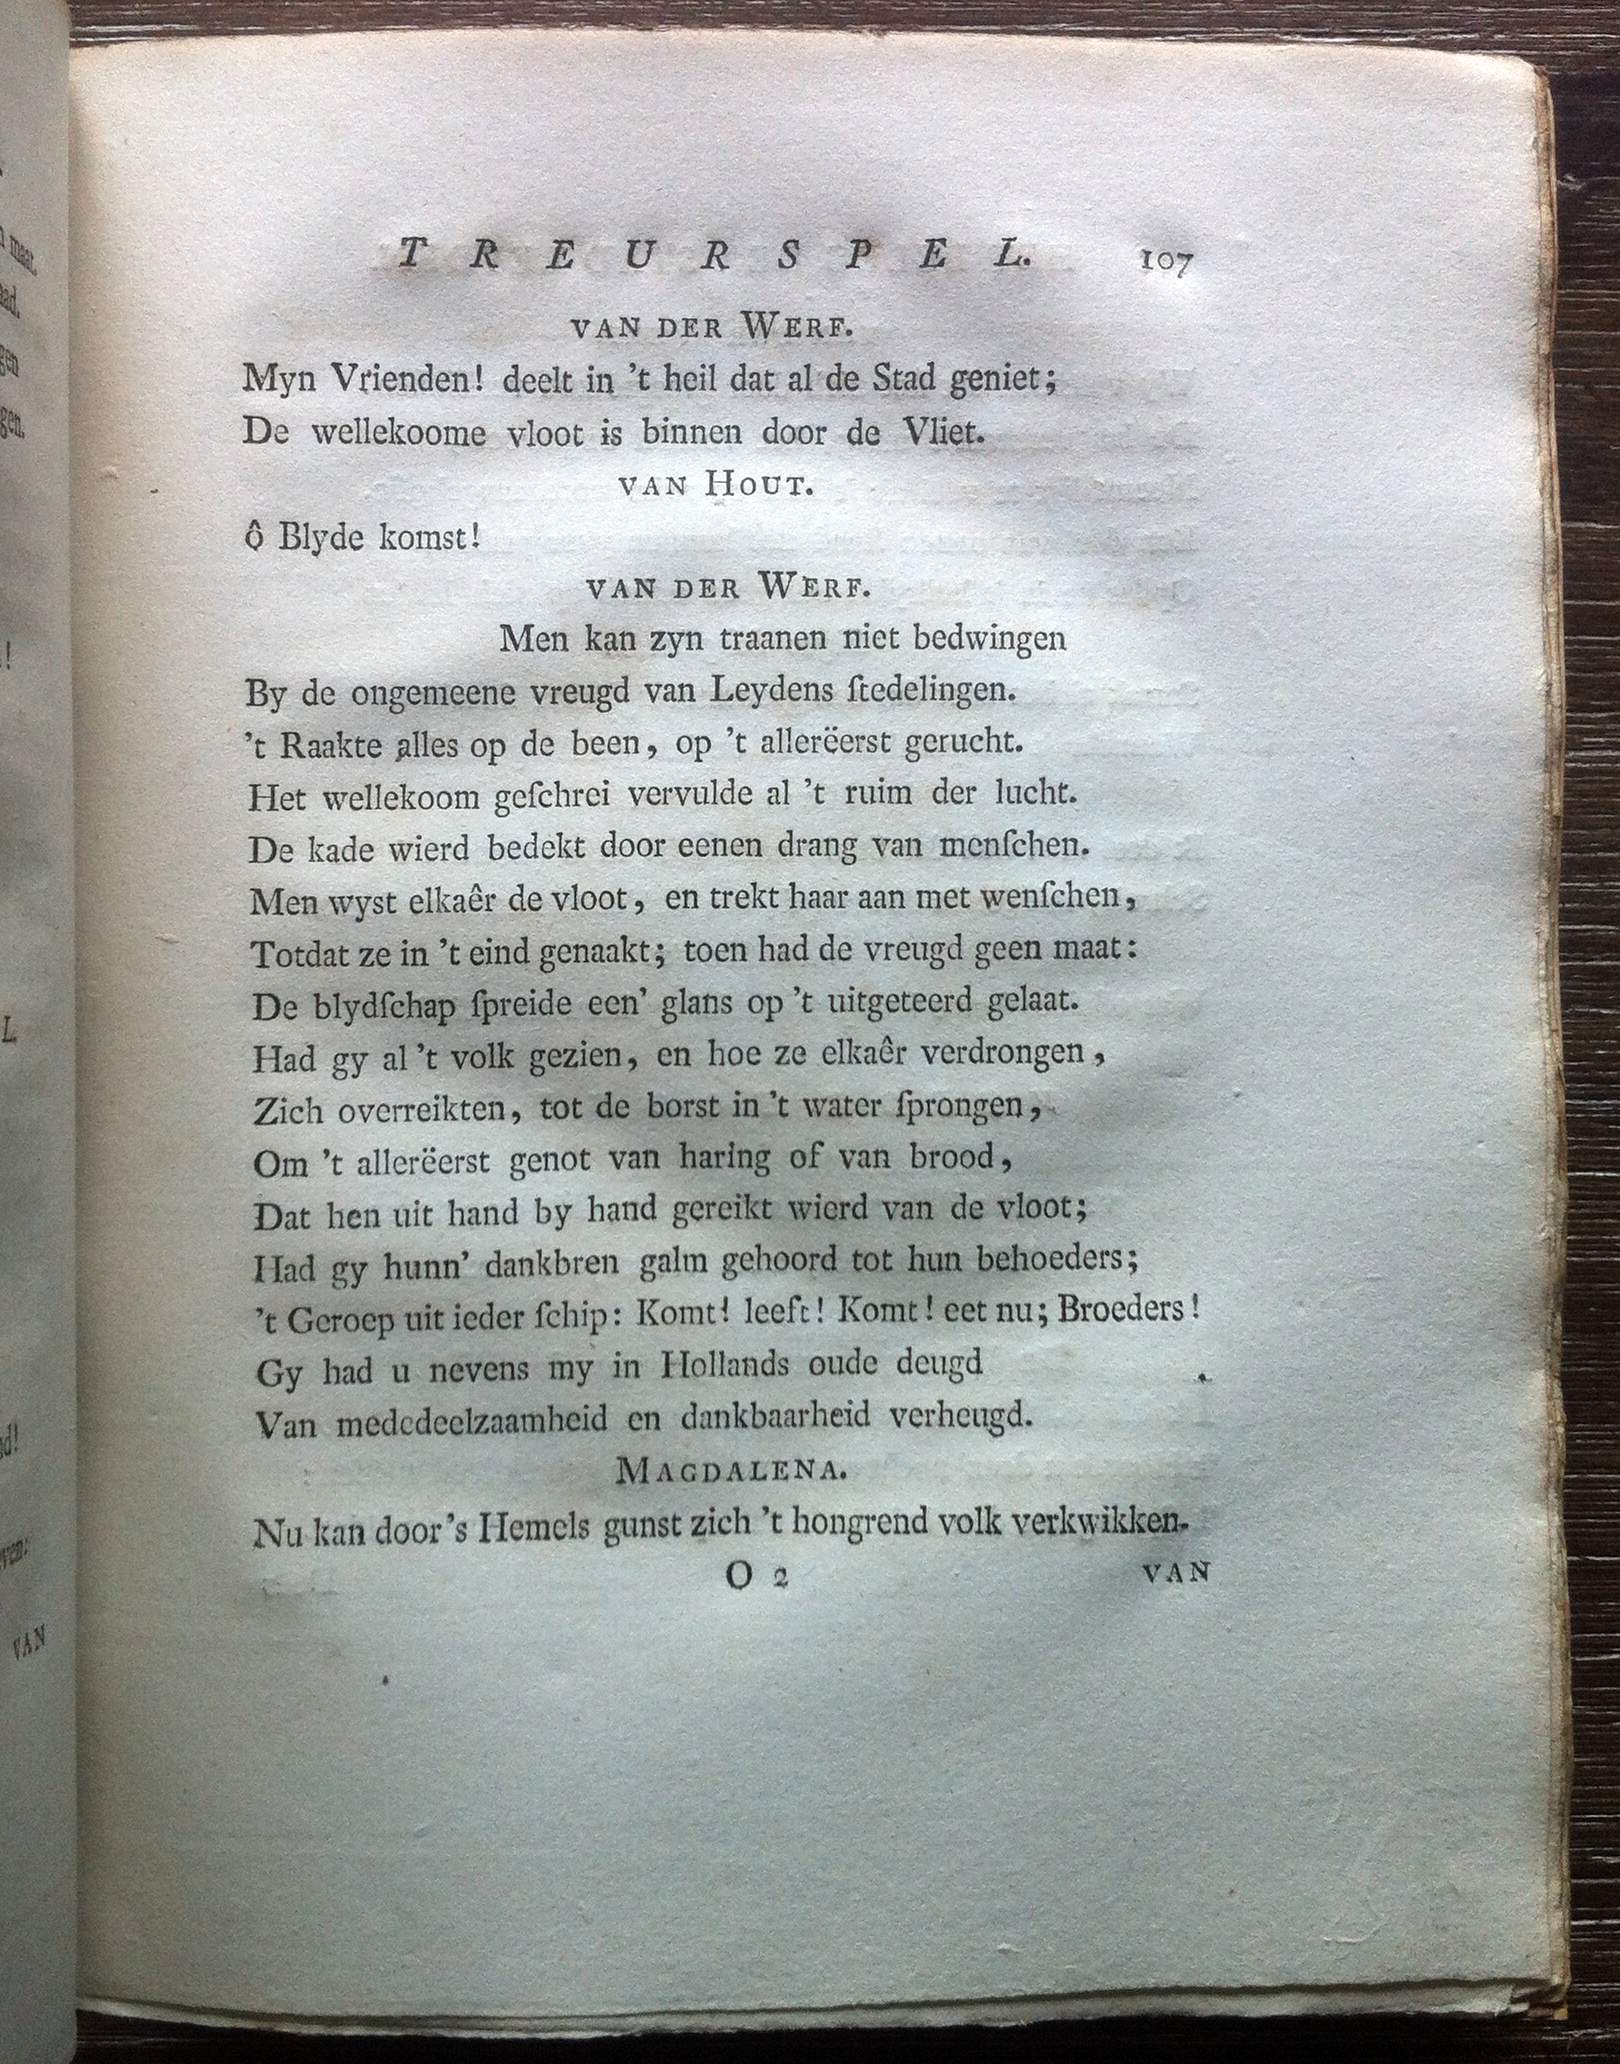 TREURSPEL. 107
VAN DER WERF.
Myn Vrienden! deelt in 't heil dat al de Stad geniet;
De wellekoome vloot is binnen door de Vliet.
VAN HOUT.
ô Blyde komst!
VAN DER WERF.
Men kan zyn traanen niet bedwingen
By de ongemeene vreugd van Leydens ſtedelingen.
't Raakte alles op de been, op 't allerëerst gerucht.
Het wellekoom geſchrei vervulde al 't ruim der lucht.
De kade wierd bedekt door eenen drang van menſchen.
Men wyst elkaêr de vloot, en trekt haar aan met wenſchen,
Totdat ze in 't eind genaakt; toen had de vreugd geen maat:
De blydſchap ſpreide een' glans op 't uitgeteerd gelaat.
Had gy al 't volk gezien, en hoe ze elkaêr verdrongen,
Zich overreikten, tot de borst in 't water ſprongen,
Om 't allerëerst genot van haring of van brood,
Dat hen uit hand by hand gereikt wierd van de vloot;
Had gy hunn' dankbren galm gehoord tot hun behoeders;
't Geroep uit ieder ſchip: Komt! leeft! Komt! eet nu; Broeders!
Gy had u nevens my in Hollands oude deugd
Van mededeelzaamheid en dankbaarheid verheugd.
MAGDALENA.
Nu kan door 's Hemels gunst zich 't hongrend volk verkwikken.
O 2 VAN